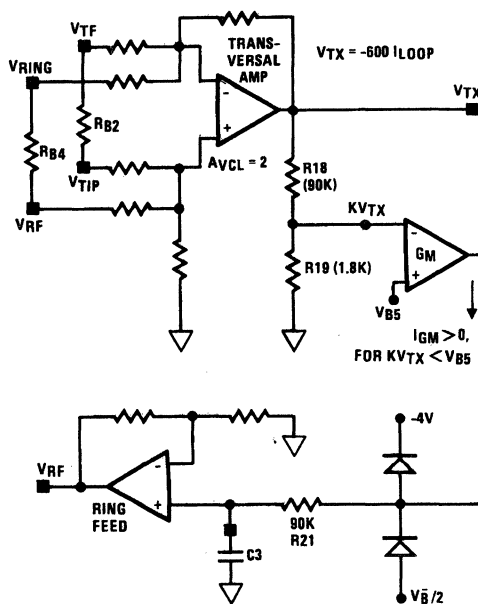 VTF
TRANS-
VERSAL
AMP
VTX = -600 ILOOP
VRING
VTX
-
+
RB2
RB4
AVCL = 2
VTIP
R18
(90K)
KVTX
VRF
-
GM
+
R19 (1.8K)
VB5
IGM > 0,
FOR KVTX < VB5
-4V
VRF
-
+
RING
FEED
90K
R21
C3
VB/2